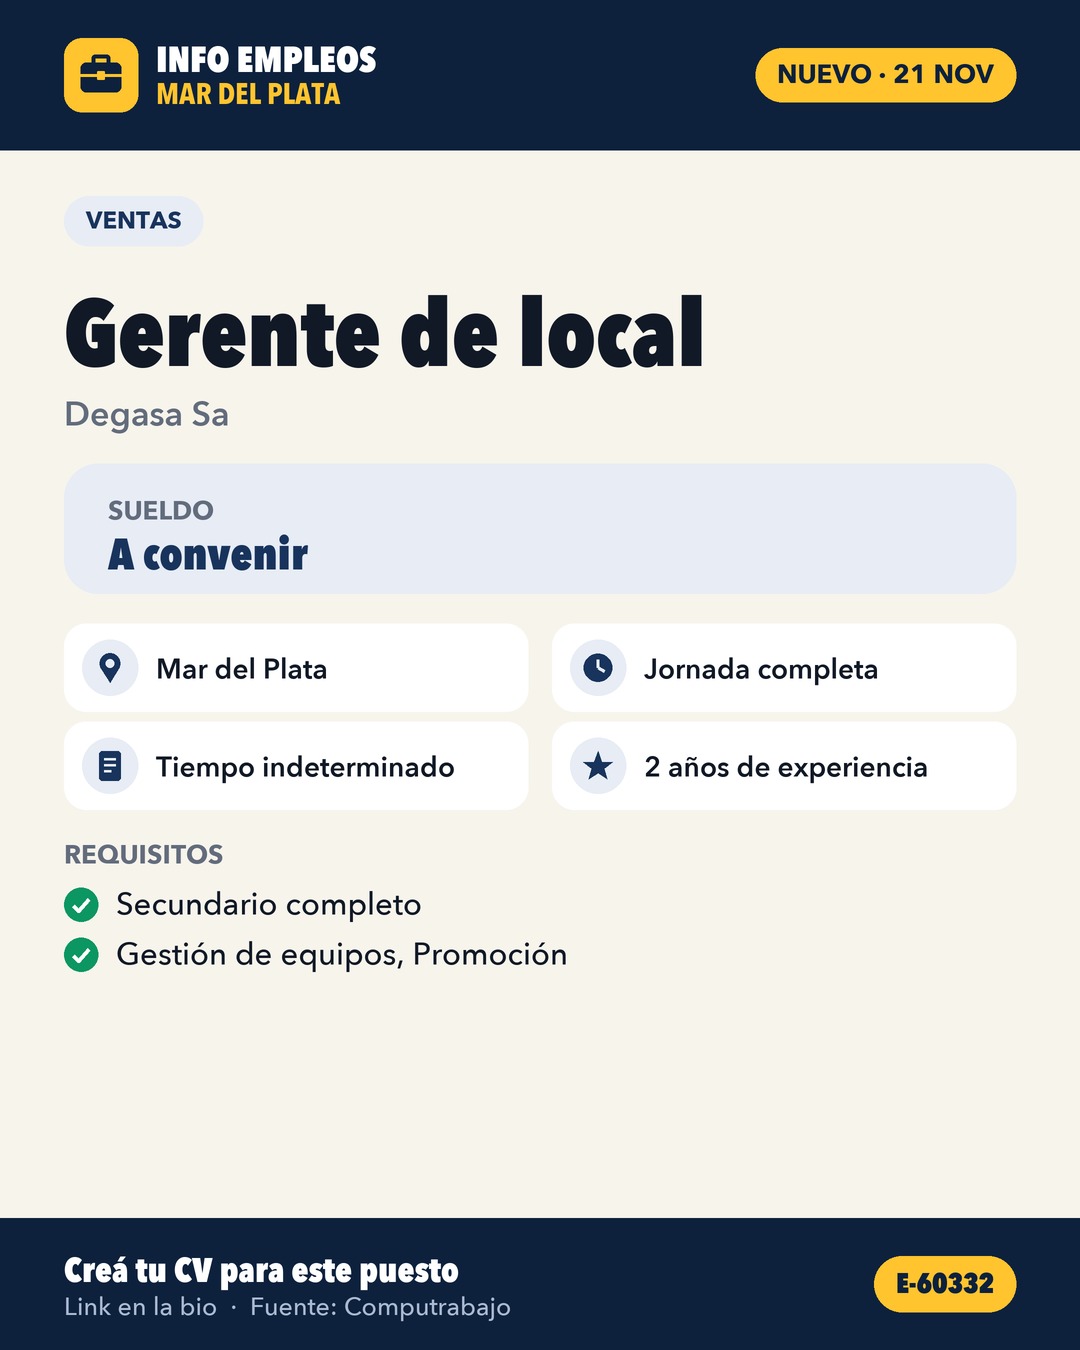 INFO EMPLEOS
MAR DEL PLATA
NUEVO · 21 NOV
VENTAS
Gerente de local
Degasa Sa
SUELDO
A convenir
Mar del Plata
Jornada completa
Tiempo indeterminado
2 años de experiencia
REQUISITOS
Secundario completo
Gestión de equipos, Promoción
Creá tu CV para este puesto
Link en la bio · Fuente: Computrabajo
E-60332